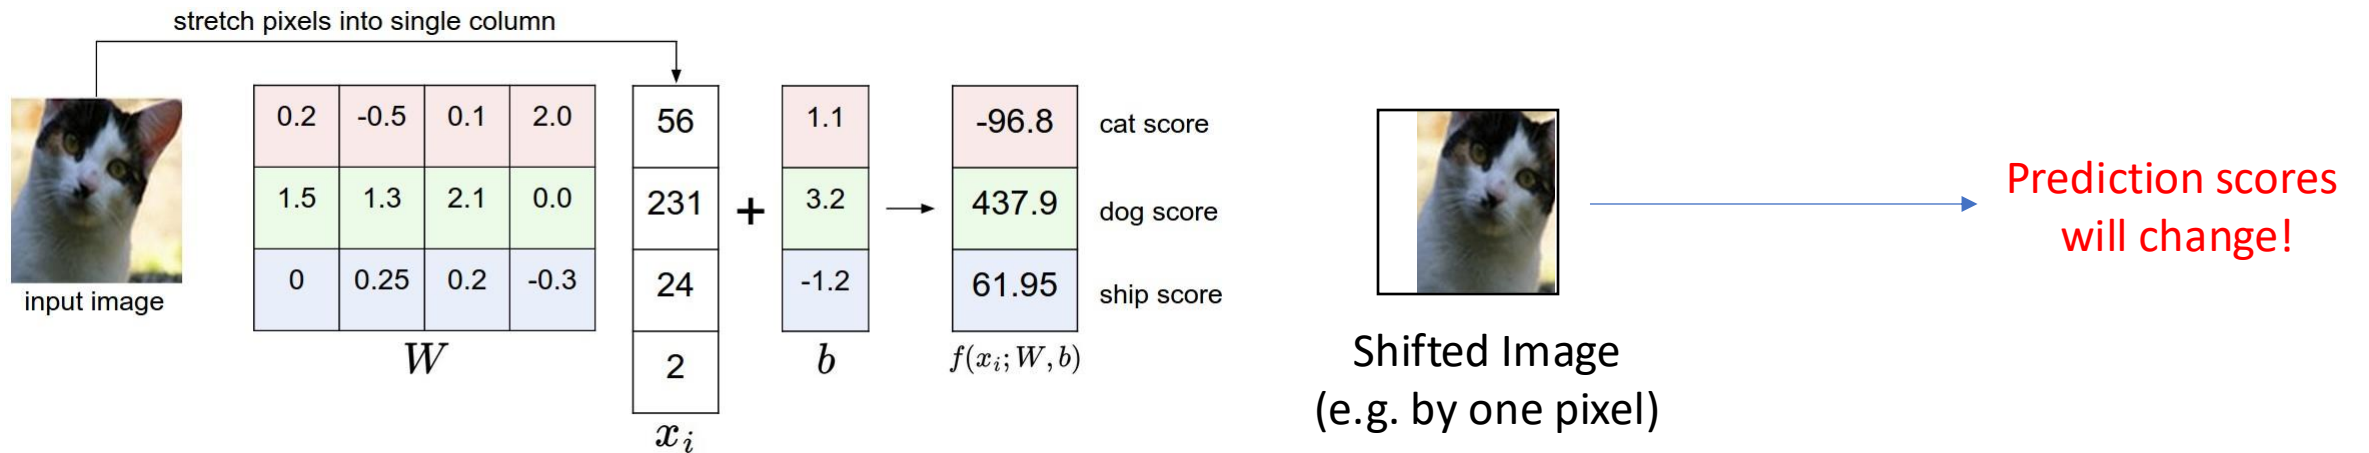 stretch pixels into single column
input image
0.2 -0.5 0.1 2.0
1.5 1.3 2.1 0.0
0 0.25 0.2 -0.3
W
56
231
24
2
x_i
+
1.1
3.2
-1.2
b
-96.8 cat score
437.9 dog score
61.95 ship score
f(x_i; W, b)
Shifted Image
(e.g. by one pixel)
Prediction scores
will change!